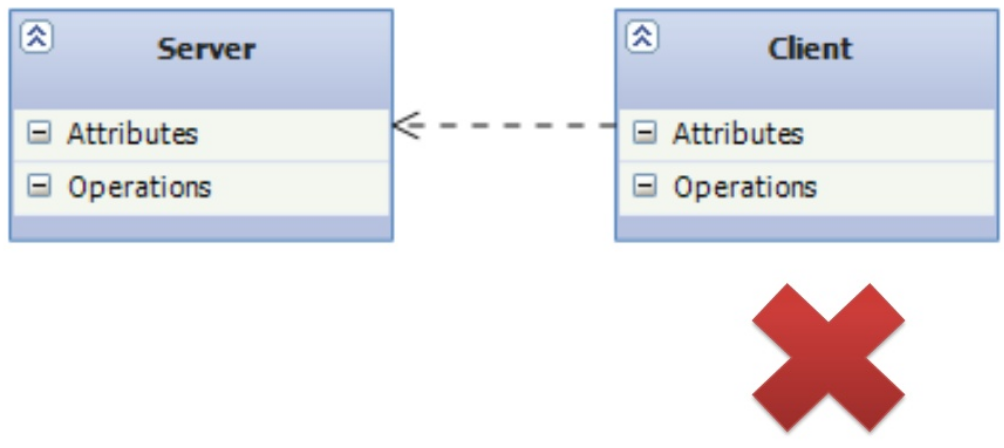 Server
Attributes
Operations
Client
Attributes
Operations